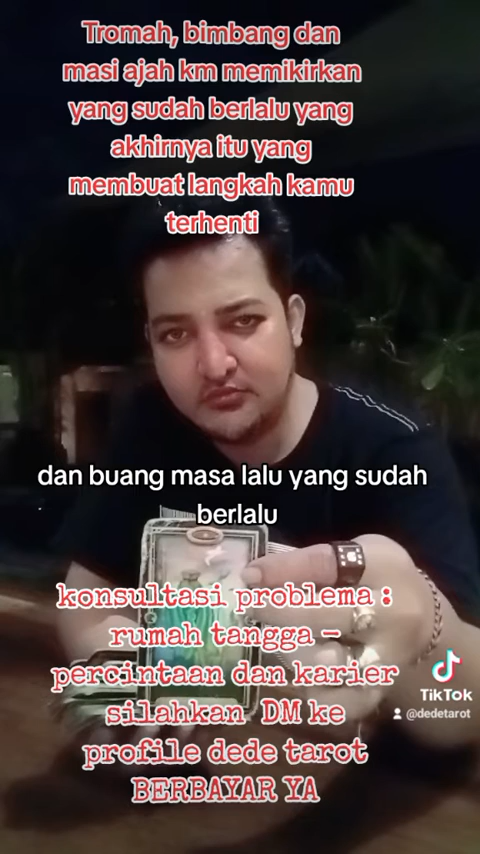 Tromah, bimbang dan
masi ajah km memikirkan
yang sudah berlalu yang
akhirnya itu yang
membuat langkah kamu
terhenti
dan buang masa lalu yang sudah
berlalu
konsultasi problema :
rumah tangga -
percintaan dan karier
silahkan DM ke
profile dede tarot
BERBAYAR YA
TikTok
@dedetarot